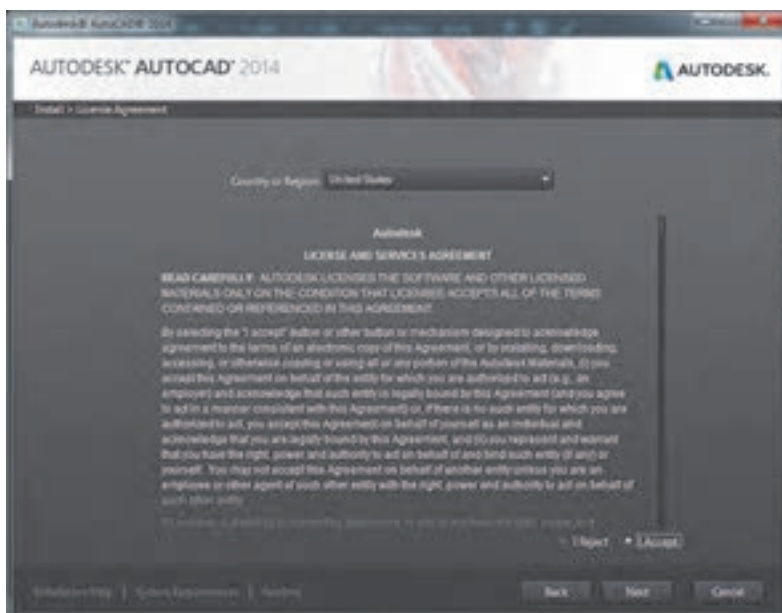 Autodesk® AutoCAD® 2014
AUTODESK® AUTOCAD® 2014
AUTODESK.
Install > License Agreement
Country or Region: United States
Autodesk
LICENSE AND SERVICES AGREEMENT
READ CAREFULLY: AUTODESK LICENSES THE SOFTWARE AND OTHER LICENSED
MATERIALS ONLY ON THE CONDITION THAT LICENSEE ACCEPTS ALL OF THE TERMS
CONTAINED OR REFERENCED IN THIS AGREEMENT.
By selecting the "I accept" button or other button or mechanism designed to acknowledge
agreement to the terms of an electronic copy of this Agreement, or by installing, downloading,
accessing, or otherwise copying or using all or any portion of the Autodesk Materials, (i) you
accept this Agreement on behalf of the entity for which you are authorized to act (e.g., an
employer) and acknowledge that such entity is legally bound by this Agreement (and you agree
to act in a manner consistent with this Agreement) or, if there is no such entity for which you are
authorized to act, you accept this Agreement on behalf of yourself as an individual and
acknowledge that you are legally bound by this Agreement, and (ii) you represent and warrant
that you have the right, power and authority to act on behalf of and bind such entity (if any) or
yourself. You may not accept this Agreement on behalf of another entity unless you are an
employee or other agent of such other entity with the right, power and authority to act on behalf of
such other entity.
I Reject I Accept
Installation Help | System Requirements | Readme
Back Next Cancel